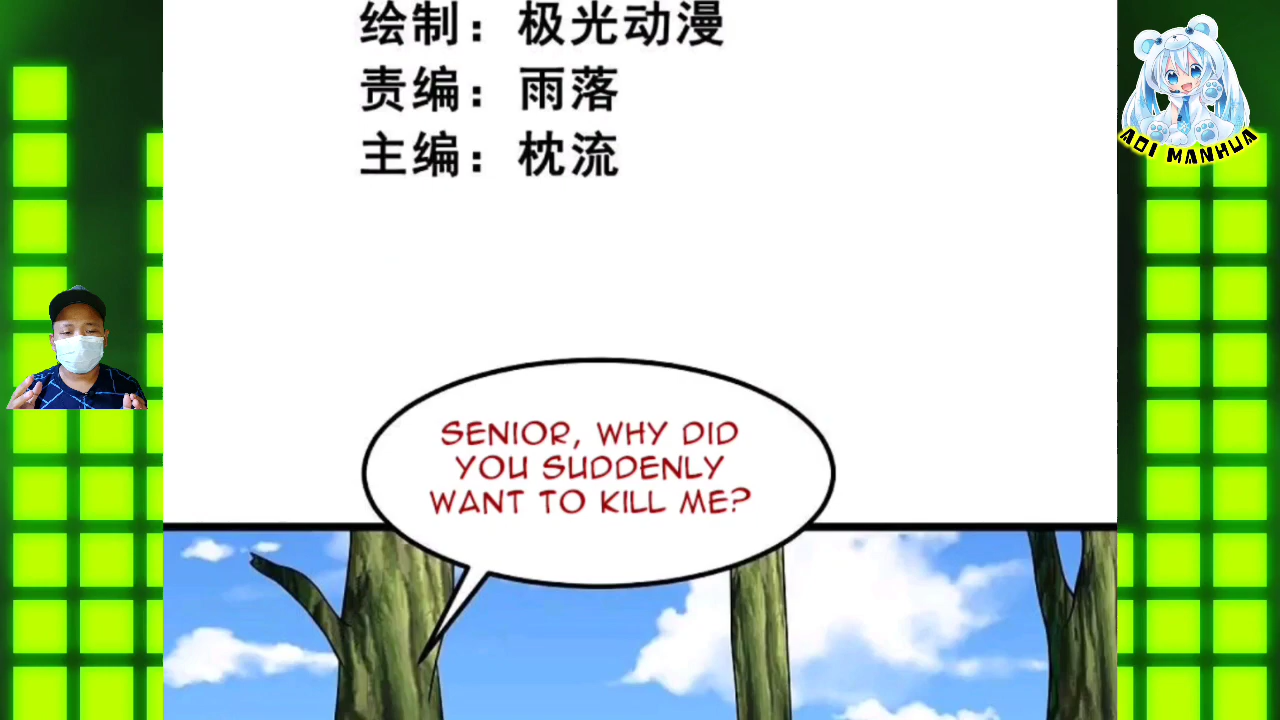 绘制：极光动漫
责编：雨落
主编：枕流
AOI MANHUA
SENIOR, WHY DID
YOU SUDDENLY
WANT TO KILL ME?